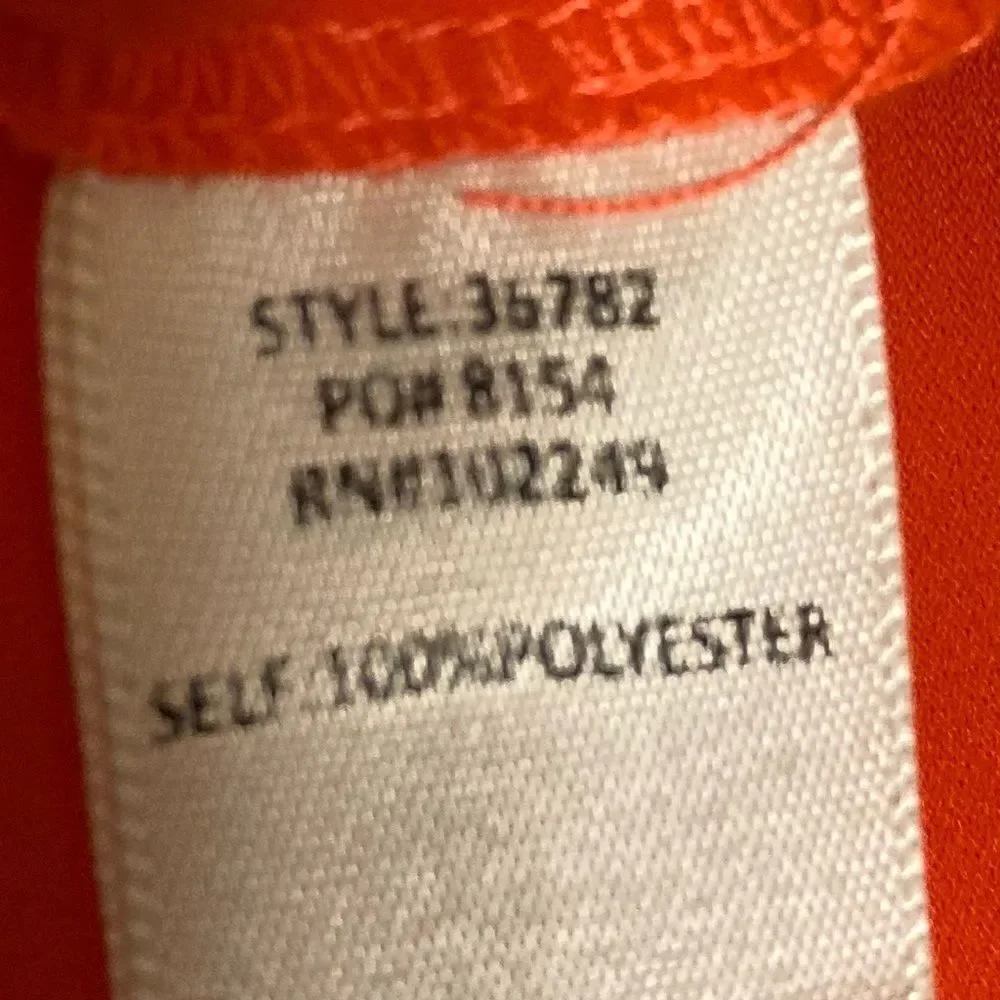 STYLE:36782
PO# 8154
RN#102249
SELF:100%POLYESTER